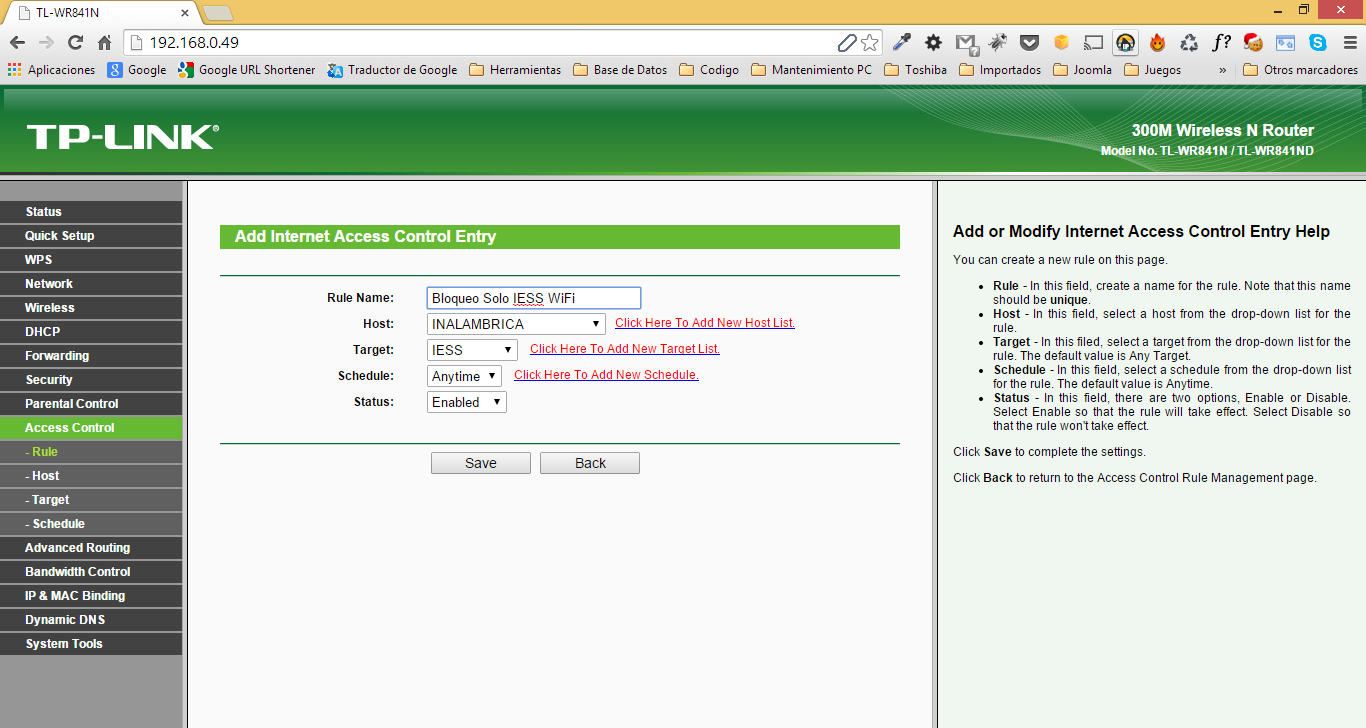 TL-WR841N
192.168.0.49
Aplicaciones Google Google URL Shortener Traductor de Google Herramientas Base de Datos Codigo Mantenimiento PC Toshiba Importados Joomla Juegos » Otros marcadores
TP-LINK®
300M Wireless N Router
Model No. TL-WR841N / TL-WR841ND
Status
Quick Setup
WPS
Network
Wireless
DHCP
Forwarding
Security
Parental Control
Access Control
- Rule
- Host
- Target
- Schedule
Advanced Routing
Bandwidth Control
IP & MAC Binding
Dynamic DNS
System Tools
Add Internet Access Control Entry
Rule Name: Bloqueo Solo IESS WiFi
Host: INALAMBRICA Click Here To Add New Host List.
Target: IESS Click Here To Add New Target List.
Schedule: Anytime Click Here To Add New Schedule.
Status: Enabled
Save Back
Add or Modify Internet Access Control Entry Help
You can create a new rule on this page.
• Rule - In this field, create a name for the rule. Note that this name
should be unique.
• Host - In this field, select a host from the drop-down list for the
rule.
• Target - In this filed, select a target from the drop-down list for the
rule. The default value is Any Target.
• Schedule - In this field, select a schedule from the drop-down list
for the rule. The default value is Anytime.
• Status - In this field, there are two options, Enable or Disable.
Select Enable so that the rule will take effect. Select Disable so
that the rule won't take effect.
Click Save to complete the settings.
Click Back to return to the Access Control Rule Management page.